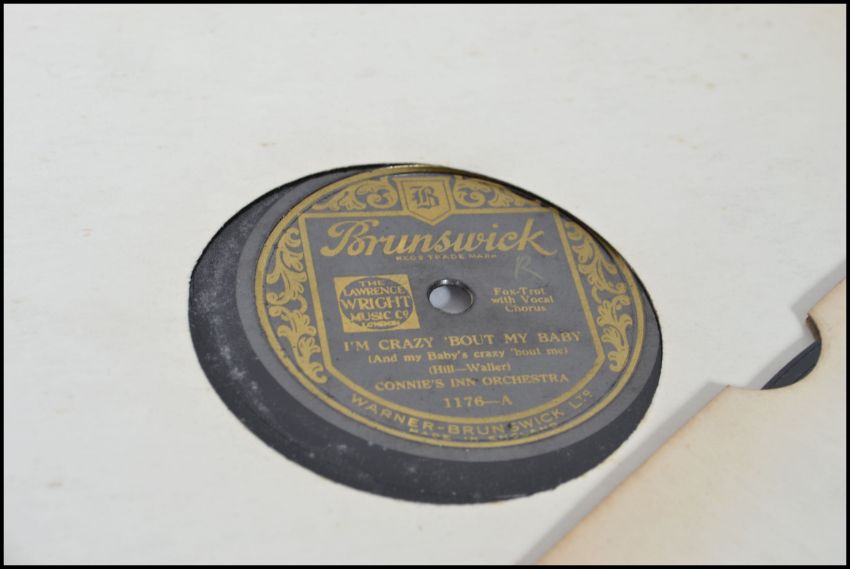 B
Brunswick
REGD TRADE MARK
R
THE
LAWRENCE
WRIGHT
MUSIC Co
LONDON
Fox-Trot
with Vocal
Chorus
I'M CRAZY 'BOUT MY BABY
(And my Baby's crazy 'bout me)
(Hill—Waller)
CONNIE'S INN ORCHESTRA
1176—A
WARNER-BRUNSWICK LTD
MADE IN ENGLAND